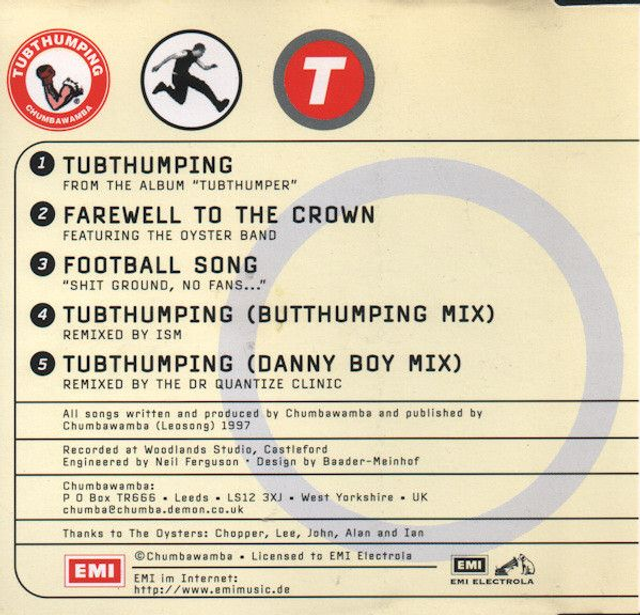 TUBTHUMPING
CHUMBAWAMBA
®
T
1 TUBTHUMPING
FROM THE ALBUM "TUBTHUMPER"
2 FAREWELL TO THE CROWN
FEATURING THE OYSTER BAND
3 FOOTBALL SONG
"SHIT GROUND, NO FANS..."
4 TUBTHUMPING (BUTTHUMPING MIX)
REMIXED BY ISM
5 TUBTHUMPING (DANNY BOY MIX)
REMIXED BY THE DR QUANTIZE CLINIC
All songs written and produced by Chumbawamba and published by
Chumbawamba (Leosong) 1997
Recorded at Woodlands Studio, Castleford
Engineered by Neil Ferguson · Design by Baader-Meinhof
Chumbawamba:
P O Box TR666 • Leeds • LS12 3XJ • West Yorkshire • UK
chumba@chumba.demon.co.uk
Thanks to The Oysters: Chopper, Lee, John, Alan and Ian
EMI
©Chumbawamba • Licensed to EMI Electrola
EMI im Internet:
http://www.emimusic.de
EMI
EMI ELECTROLA